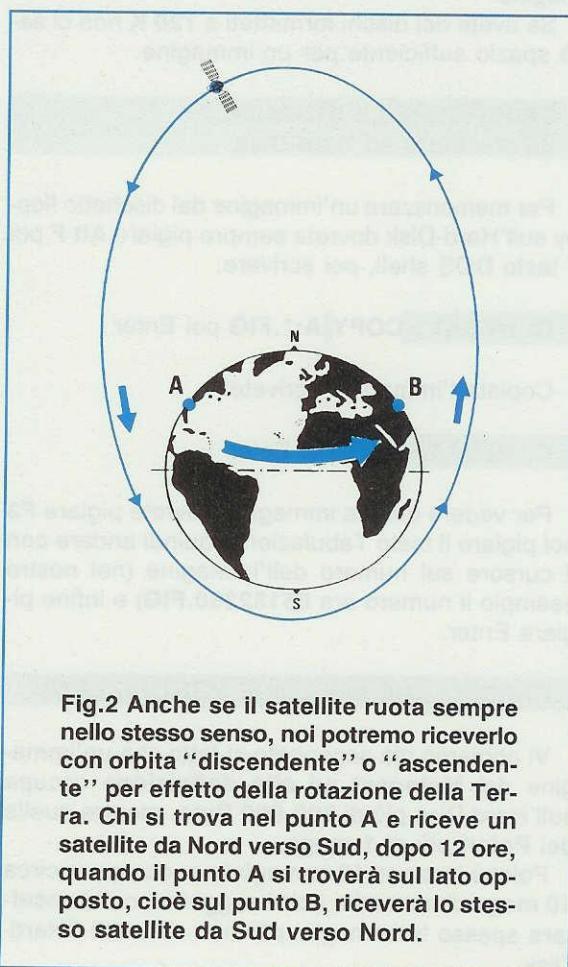 N
A
B
S
Fig.2 Anche se il satellite ruota sempre
nello stesso senso, noi potremo riceverlo
con orbita "discendente" o "ascenden-
te" per effetto della rotazione della Ter-
ra. Chi si trova nel punto A e riceve un
satellite da Nord verso Sud, dopo 12 ore,
quando il punto A si troverà sul lato op-
posto, cioè sul punto B, riceverà lo stes-
so satellite da Sud verso Nord.